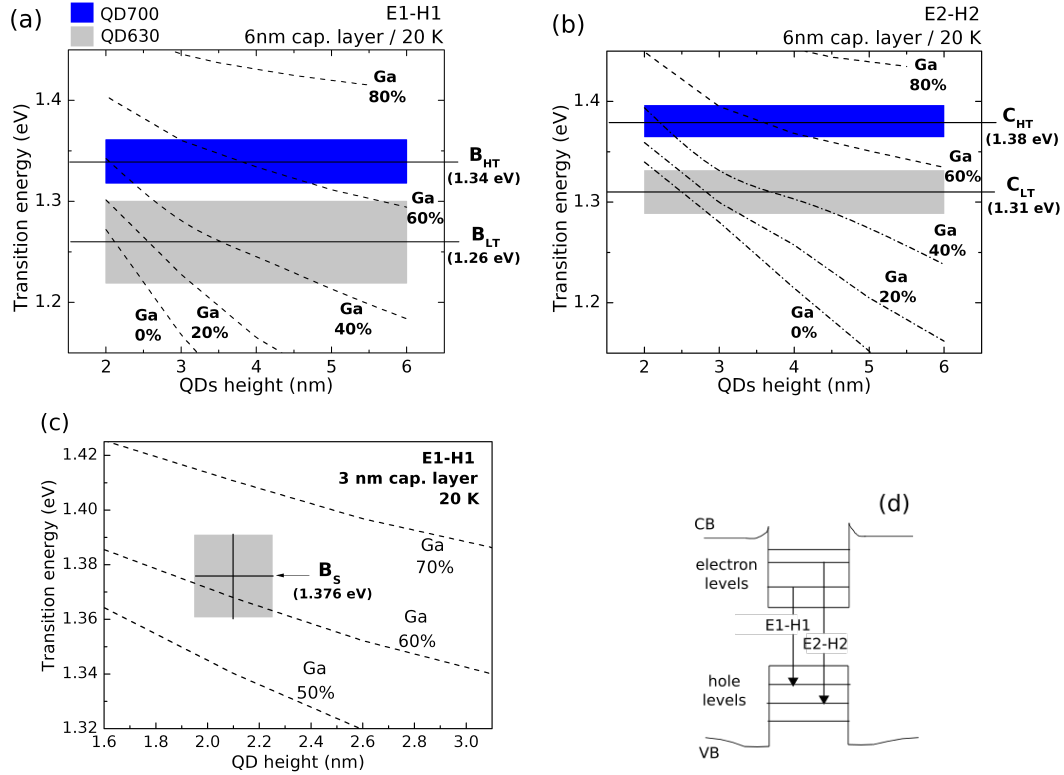 (a)
QD700
QD630
E1-H1
6nm cap. layer / 20 K
Transition energy (eV)
1.4
1.3
1.2
Ga
80%
B_HT
(1.34 eV)
Ga
60%
B_LT
(1.26 eV)
Ga
0%
Ga
20%
Ga
40%
2 3 4 5 6
QDs height (nm)
(b)
E2-H2
6nm cap. layer / 20 K
Transition energy (eV)
1.4
1.3
1.2
Ga
80%
C_HT
(1.38 eV)
Ga
60%
C_LT
(1.31 eV)
Ga
40%
Ga
20%
Ga
0%
2 3 4 5 6
QDs height (nm)
(c)
E1-H1
3 nm cap. layer
20 K
Transition energy (eV)
1.42
1.40
1.38
1.36
1.34
1.32
Ga
70%
B_S
(1.376 eV)
Ga
60%
Ga
50%
1.6 1.8 2.0 2.2 2.4 2.6 2.8 3.0
QD height (nm)
(d)
CB
electron
levels
E1-H1
E2-H2
hole
levels
VB